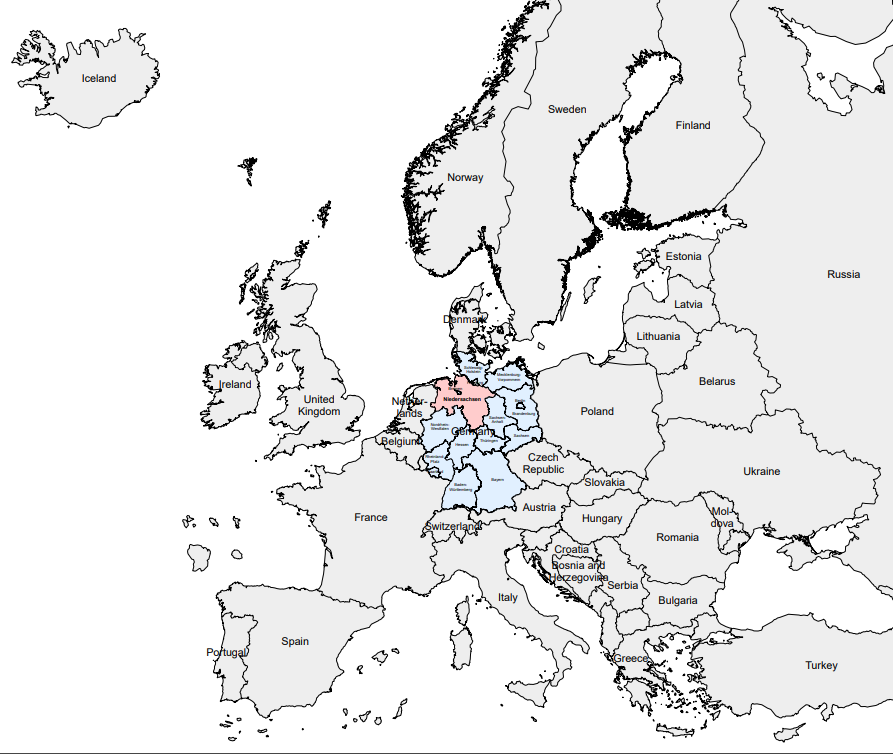 Iceland
Sweden
Finland
Norway
Estonia
Russia
Latvia
Denmark
Lithuania
Schleswig-
Holstein
Mecklenburg-
Vorpommern
Belarus
Ireland
United
Kingdom
Nether-
lands
Niedersachsen
Poland
Brandenburg
Sachsen-
Anhalt
Nordrhein-
Westfalen
Germany
Belgium
Sachsen
Thüringen
Hessen
Rheinland-
Pfalz
Czech
Republic
Ukraine
Slovakia
Bayern
Baden-
Württemberg
Austria
France
Switzerland
Hungary
Mol-
dova
Romania
Croatia
Bosnia and
Herzegovina
Serbia
Italy
Bulgaria
Spain
Portugal
Greece
Turkey